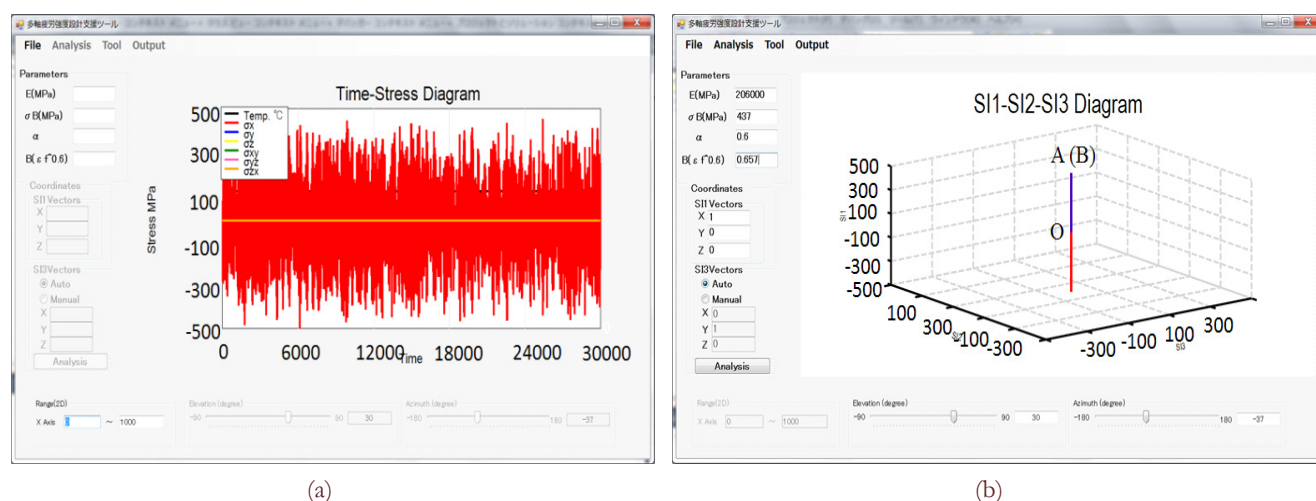 多軸疲労強度設計支援ツール
File Analysis Tool Output
Parameters
E(MPa)
σ B(MPa)
α
B( ε f^0.6)
Coordinates
SI1 Vectors
X
Y
Z
SI3Vectors
Auto
Manual
X
Y
Z
Analysis
Time-Stress Diagram
Temp. ℃
σx
σy
σz
σxy
σyz
σzx
Stress MPa
500
300
100
-100
-300
-500
0 6000 12000 18000 24000 30000
Time
Range(2D)
X Axis 0 ~ 1000
Elevation (degree)
-90 90 30
Azimuth (degree)
-180 180 -37
(a)
多軸疲労強度設計支援ツール
File Analysis Tool Output
Parameters
E(MPa) 206000
σ B(MPa) 437
α 0.6
B( ε f^0.6) 0.657
Coordinates
SI1 Vectors
X 1
Y 0
Z 0
SI3Vectors
Auto
Manual
X 0
Y 1
Z 0
Analysis
SI1-SI2-SI3 Diagram
A (B)
O
500
300
100
-100
-300
-500
SI1
100 300 -100 -300
-300 -100 100 300
SI3
Range(2D)
X Axis 0 ~ 1000
Elevation (degree)
-90 90 30
Azimuth (degree)
-180 180 -37
(b)